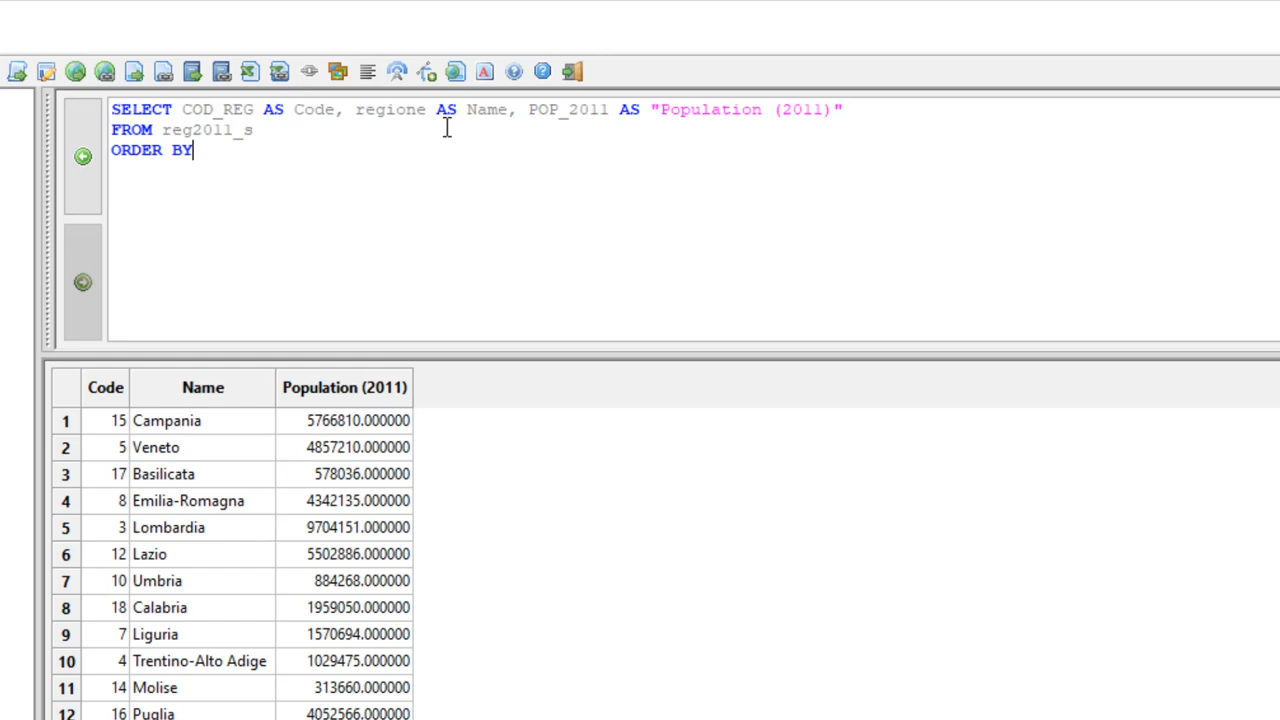 SELECT COD_REG AS Code, regione AS Name, POP_2011 AS "Population (2011)"
FROM reg2011_s
ORDER BY
Code Name Population (2011)
1 15 Campania 5766810.000000
2 5 Veneto 4857210.000000
3 17 Basilicata 578036.000000
4 8 Emilia-Romagna 4342135.000000
5 3 Lombardia 9704151.000000
6 12 Lazio 5502886.000000
7 10 Umbria 884268.000000
8 18 Calabria 1959050.000000
9 7 Liguria 1570694.000000
10 4 Trentino-Alto Adige 1029475.000000
11 14 Molise 313660.000000
12 16 Puglia 4052566.000000